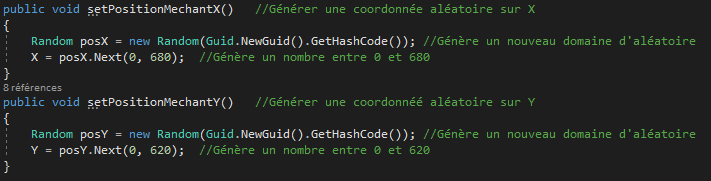 public void setPositionMechantX()   //Générer une coordonnée aléatoire sur X
{
    Random posX = new Random(Guid.NewGuid().GetHashCode()); //Génère un nouveau domaine d'aléatoire
    X = posX.Next(0, 680);  //Génère un nombre entre 0 et 680
}
8 références
public void setPositionMechantY()   //Générer une coordonnéé aléatoire sur Y
{
    Random posY = new Random(Guid.NewGuid().GetHashCode()); //Génère un nouveau domaine d'aléatoire
    Y = posY.Next(0, 620);  //Génère un nombre entre 0 et 620
}